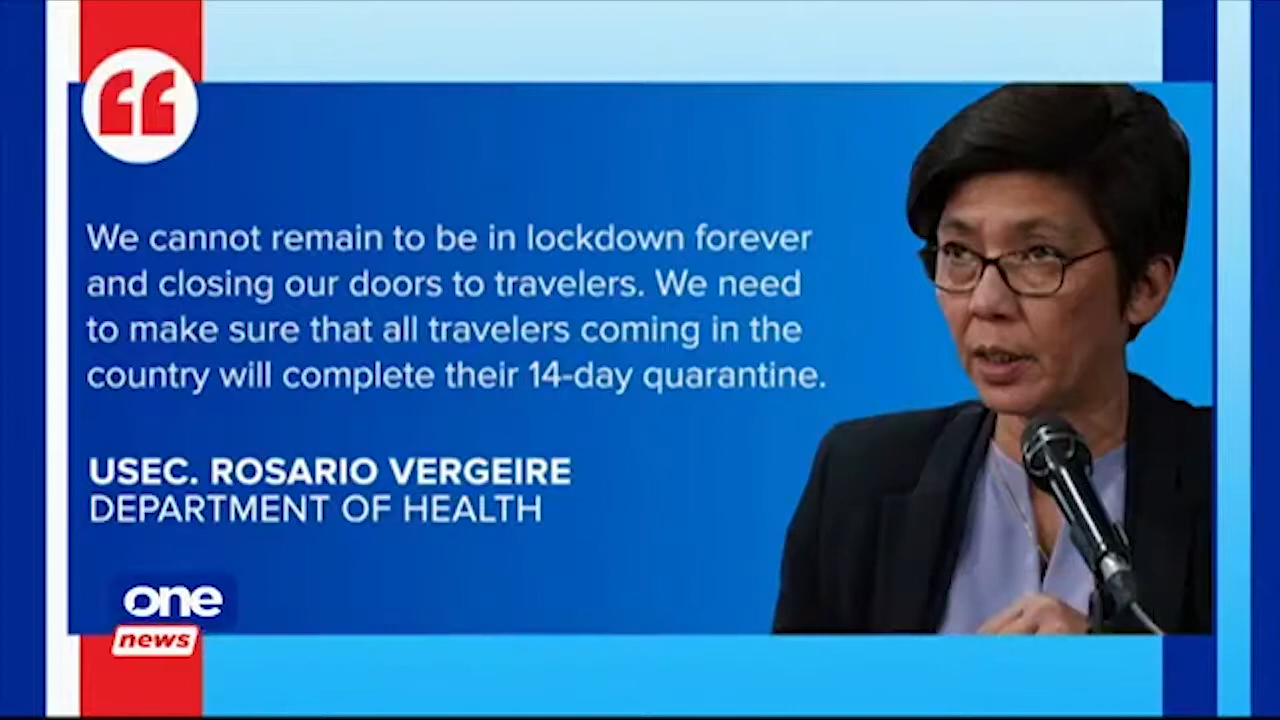 We cannot remain to be in lockdown forever
and closing our doors to travelers. We need
to make sure that all travelers coming in the
country will complete their 14-day quarantine.
USEC. ROSARIO VERGEIRE
DEPARTMENT OF HEALTH
one
news